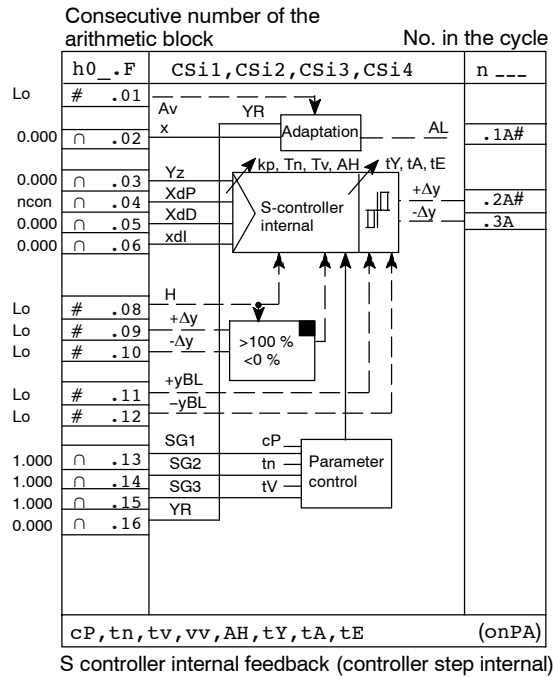 Consecutive number of the
arithmetic block
No. in the cycle
h0_.F
CSi1,CSi2,CSi3,CSi4
n ___
Lo # .01 Av
YR
0.000 ∩ .02 x
Adaptation
AL
.1A#
kp, Tn, Tv, AH
tY, tA, tE
0.000 ∩ .03 Yz
ncon ∩ .04 XdP
0.000 ∩ .05 XdD
0.000 ∩ .06 xdI
S-controller
internal
+Δy
.2A#
-Δy
.3A
Lo # .08 H
Lo # .09 +Δy
Lo # .10 -Δy
>100 %
<0 %
Lo # .11 +yBL
Lo # .12 –yBL
1.000 ∩ .13 SG1
1.000 ∩ .14 SG2
1.000 ∩ .15 SG3
0.000 ∩ .16 YR
cP
tn
tV
Parameter
control
cP,tn,tv,vv,AH,tY,tA,tE
(onPA)
S controller internal feedback (controller step internal)